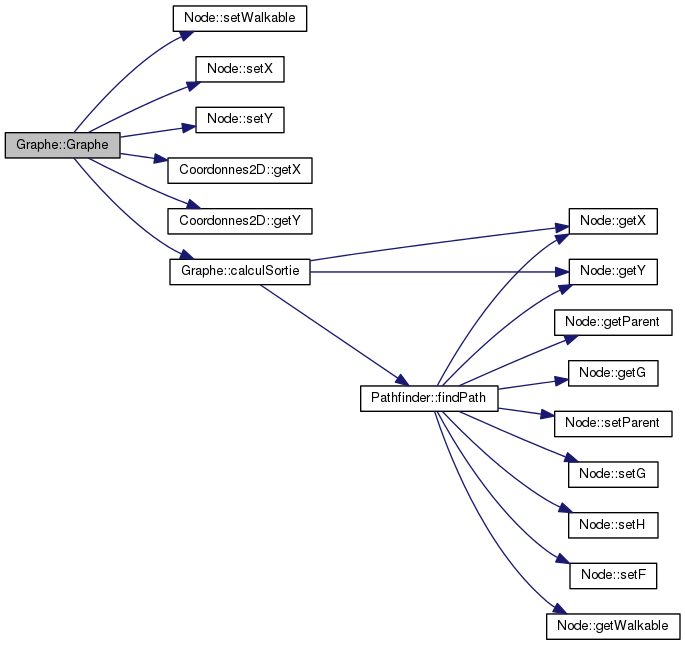 Node::setWalkable
Node::setX
Node::setY
Graphe::Graphe
Coordonnes2D::getX
Coordonnes2D::getY
Graphe::calculSortie
Node::getX
Node::getY
Node::getParent
Node::getG
Pathfinder::findPath
Node::setParent
Node::setG
Node::setH
Node::setF
Node::getWalkable